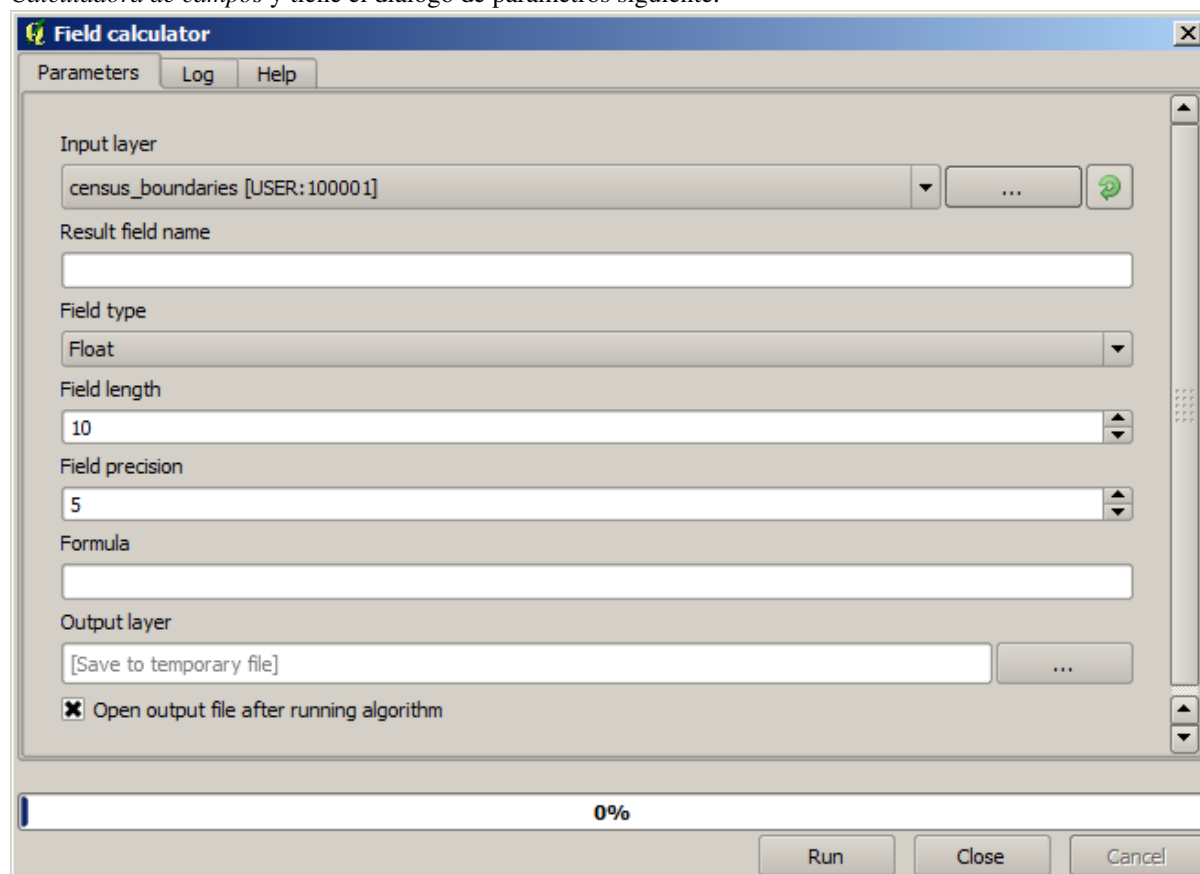 Calculadora de campos y tiene el diálogo de parámetros siguiente.
Field calculator
Parameters Log Help
Input layer
census_boundaries [USER:100001] ...
Result field name
Field type
Float
Field length
10
Field precision
5
Formula
Output layer
[Save to temporary file] ...
Open output file after running algorithm
0%
Run Close Cancel